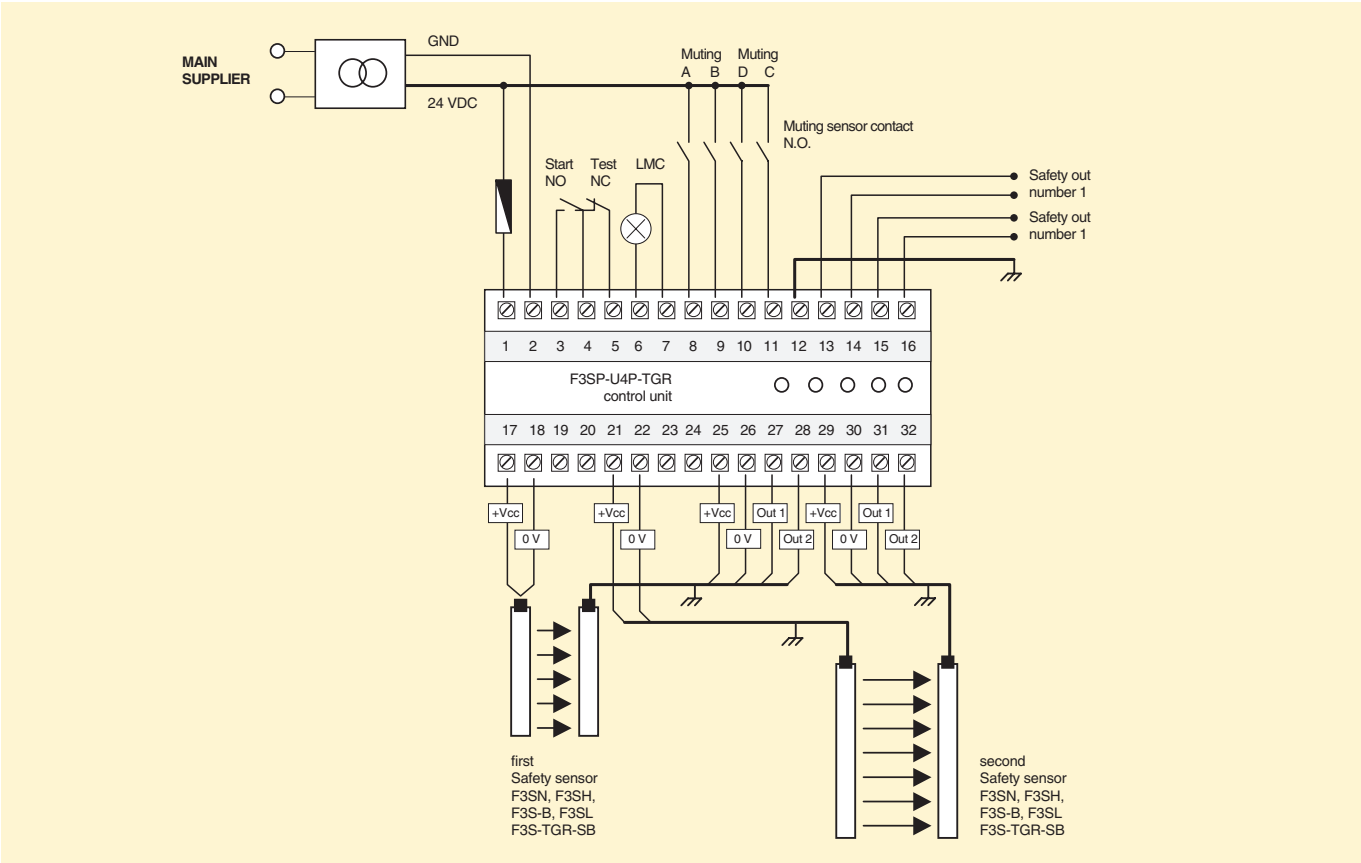 MAIN
SUPPLIER
GND
24 VDC
Muting Muting
A B D C
Muting sensor contact
N.O.
Start
NO
Test
NC
LMC
Safety out
number 1
Safety out
number 1
1 2 3 4 5 6 7 8 9 10 11 12 13 14 15 16
F3SP-U4P-TGR
control unit
17 18 19 20 21 22 23 24 25 26 27 28 29 30 31 32
+Vcc +Vcc +Vcc Out 1 +Vcc Out 1
0 V 0 V 0 V Out 2 0 V Out 2
first
Safety sensor
F3SN, F3SH,
F3S-B, F3SL
F3S-TGR-SB
second
Safety sensor
F3SN, F3SH,
F3S-B, F3SL
F3S-TGR-SB